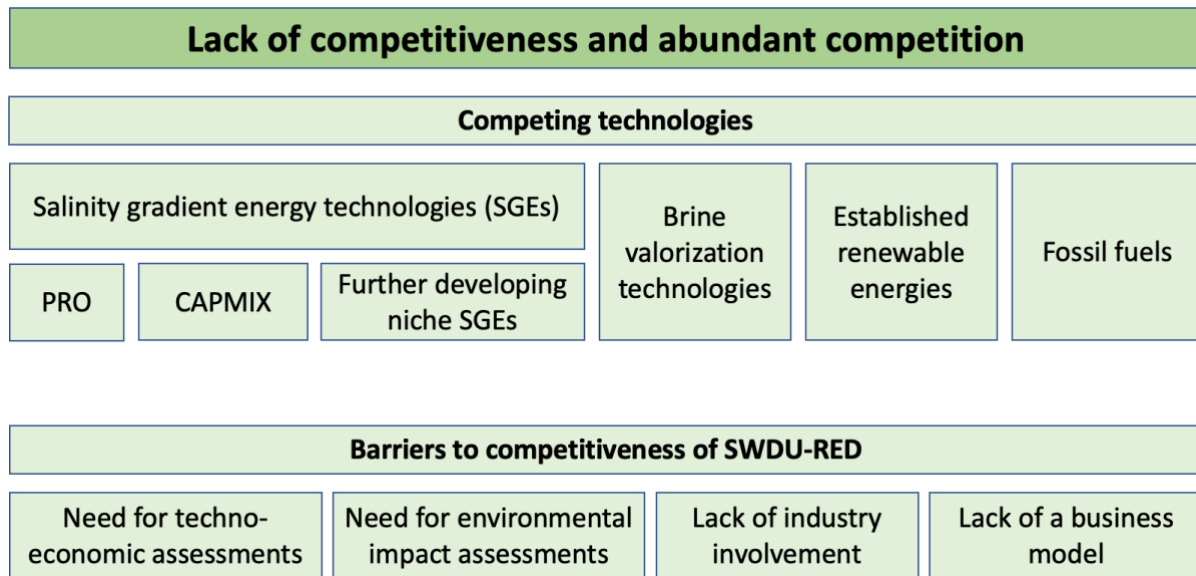 Lack of competitiveness and abundant competition
Competing technologies
Salinity gradient energy technologies (SGEs)
PRO
CAPMIX
Further developing
niche SGEs
Brine
valorization
technologies
Established
renewable
energies
Fossil fuels
Barriers to competitiveness of SWDU-RED
Need for techno-
economic assessments
Need for environmental
impact assessments
Lack of industry
involvement
Lack of a business
model